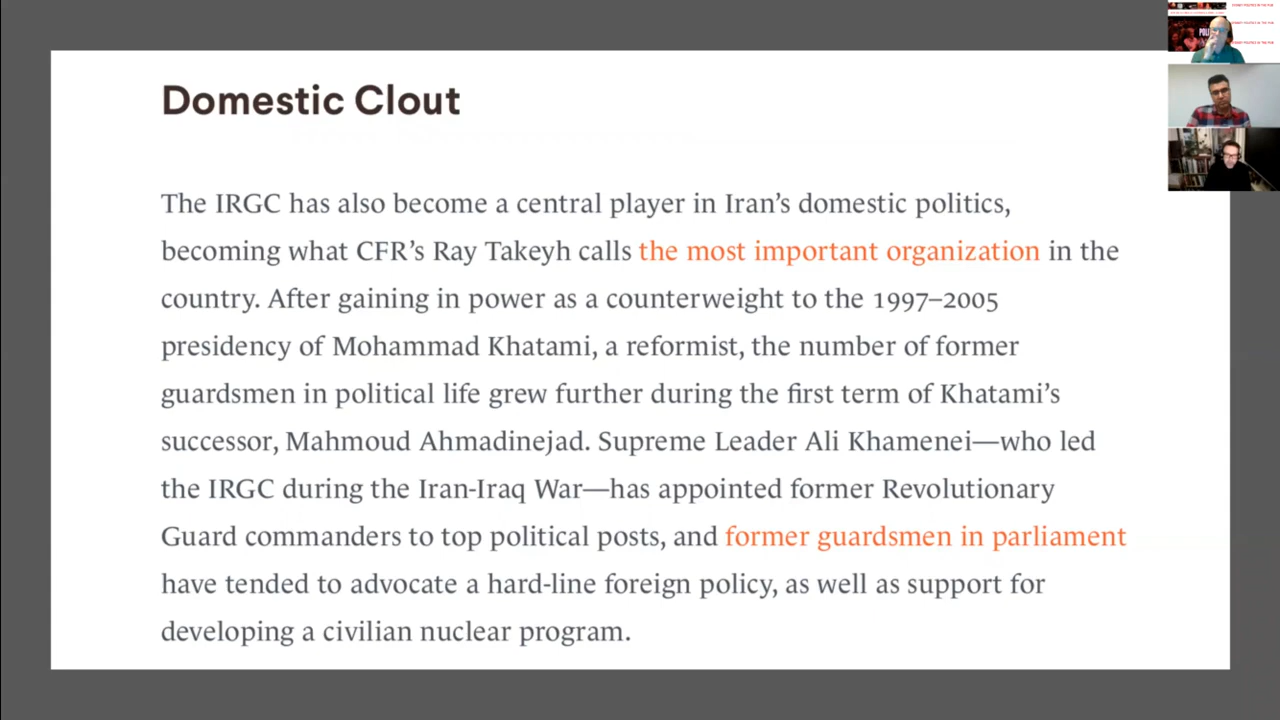 Domestic Clout
The IRGC has also become a central player in Iran’s domestic politics,
becoming what CFR’s Ray Takeyh calls the most important organization in the
country. After gaining in power as a counterweight to the 1997–2005
presidency of Mohammad Khatami, a reformist, the number of former
guardsmen in political life grew further during the first term of Khatami’s
successor, Mahmoud Ahmadinejad. Supreme Leader Ali Khamenei—who led
the IRGC during the Iran-Iraq War—has appointed former Revolutionary
Guard commanders to top political posts, and former guardsmen in parliament
have tended to advocate a hard-line foreign policy, as well as support for
developing a civilian nuclear program.